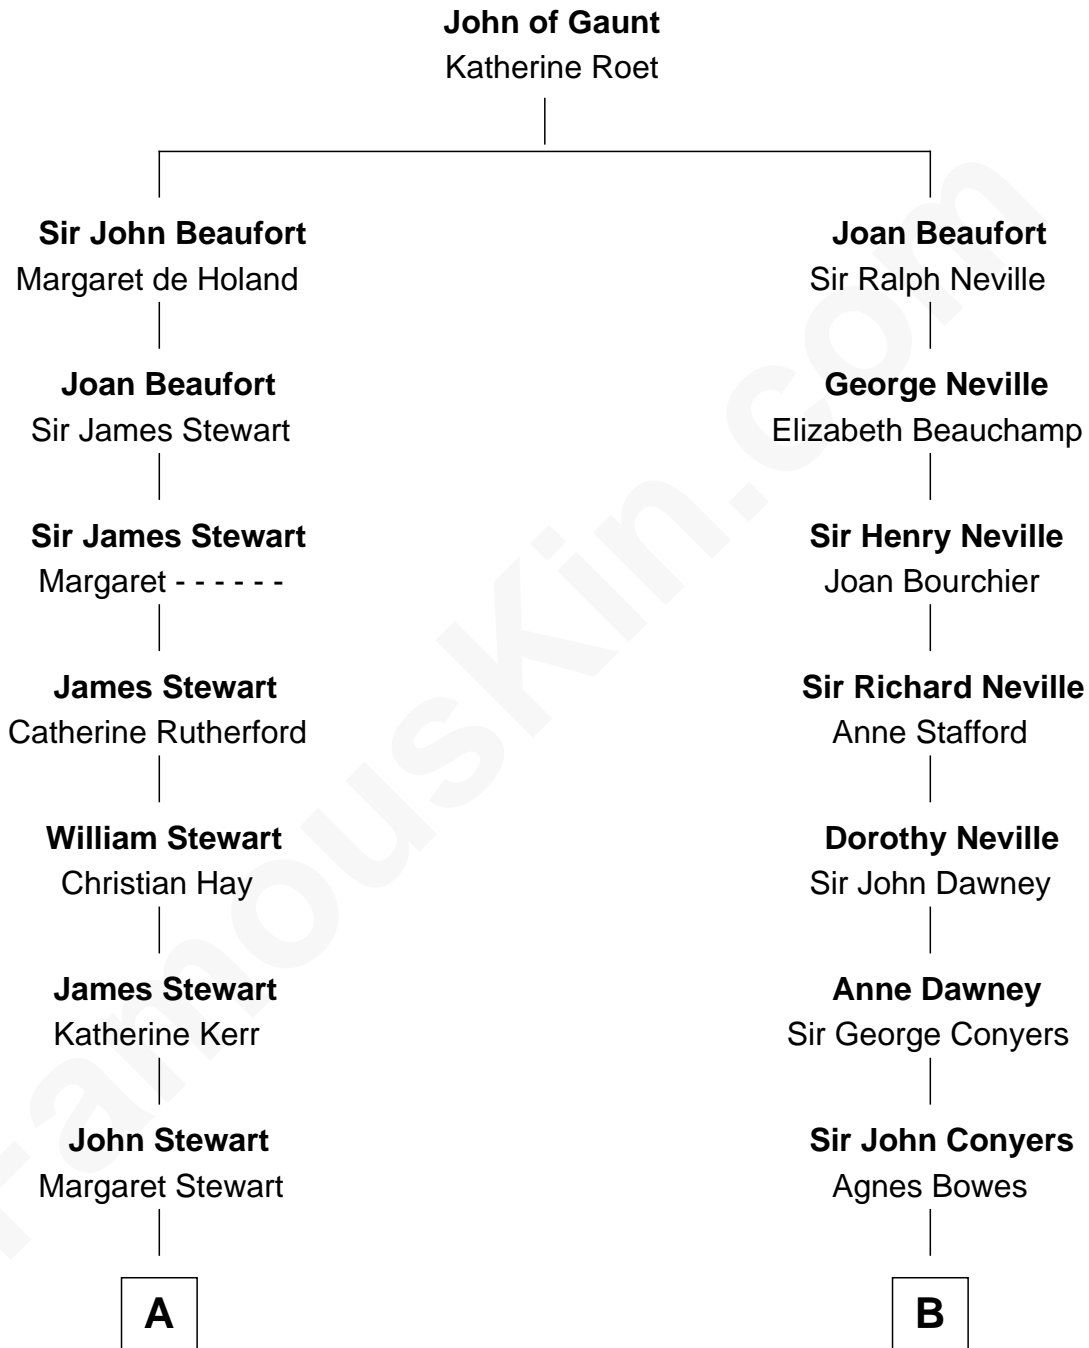 John of Gaunt
Katherine Roet
Sir John Beaufort
Margaret de Holand
Joan Beaufort
Sir Ralph Neville
Joan Beaufort
Sir James Stewart
George Neville
Elizabeth Beauchamp
Sir James Stewart
Margaret - - - - - -
Sir Henry Neville
Joan Bourchier
James Stewart
Catherine Rutherford
Sir Richard Neville
Anne Stafford
William Stewart
Christian Hay
Dorothy Neville
Sir John Dawney
James Stewart
Katherine Kerr
Anne Dawney
Sir George Conyers
John Stewart
Margaret Stewart
Sir John Conyers
Agnes Bowes
A
B
FamousKin.com